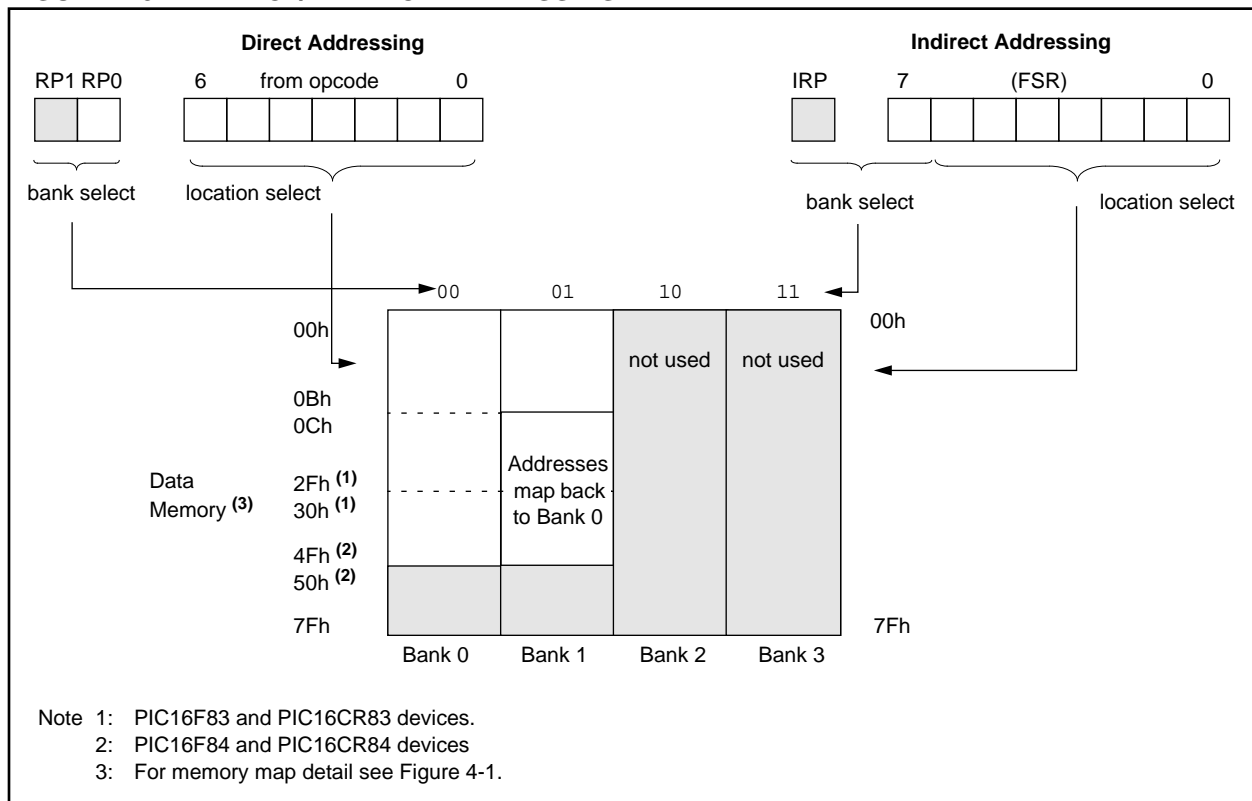 Direct Addressing
Indirect Addressing
RP1 RP0
6 from opcode 0
IRP
7 (FSR) 0
bank select
location select
bank select
location select
00 01 10 11
00h
00h
not used
not used
0Bh
0Ch
Addresses
map back
to Bank 0
Data
Memory (3)
2Fh (1)
30h (1)
4Fh (2)
50h (2)
7Fh
7Fh
Bank 0 Bank 1 Bank 2 Bank 3
Note 1: PIC16F83 and PIC16CR83 devices.
2: PIC16F84 and PIC16CR84 devices
3: For memory map detail see Figure 4-1.